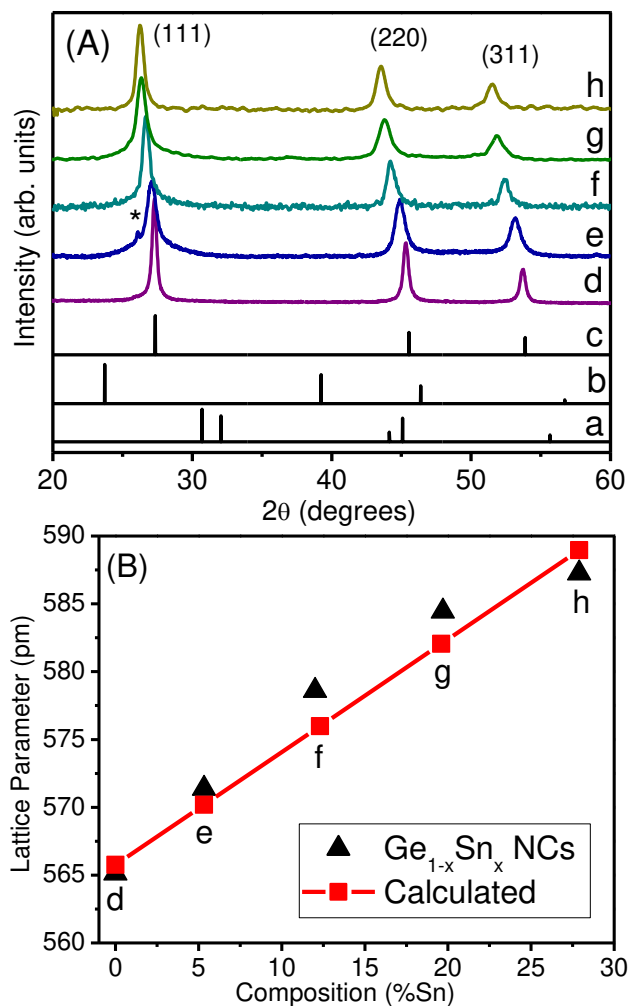 (A)
(111)
(220)
(311)
h
g
f
*
e
d
c
b
a
Intensity (arb. units)
20 30 40 50 60
2θ (degrees)
(B)
590
585
580
575
570
565
560
Lattice Parameter (pm)
d
e
f
g
h
Ge1-xSnx NCs
Calculated
0 5 10 15 20 25 30
Composition (%Sn)